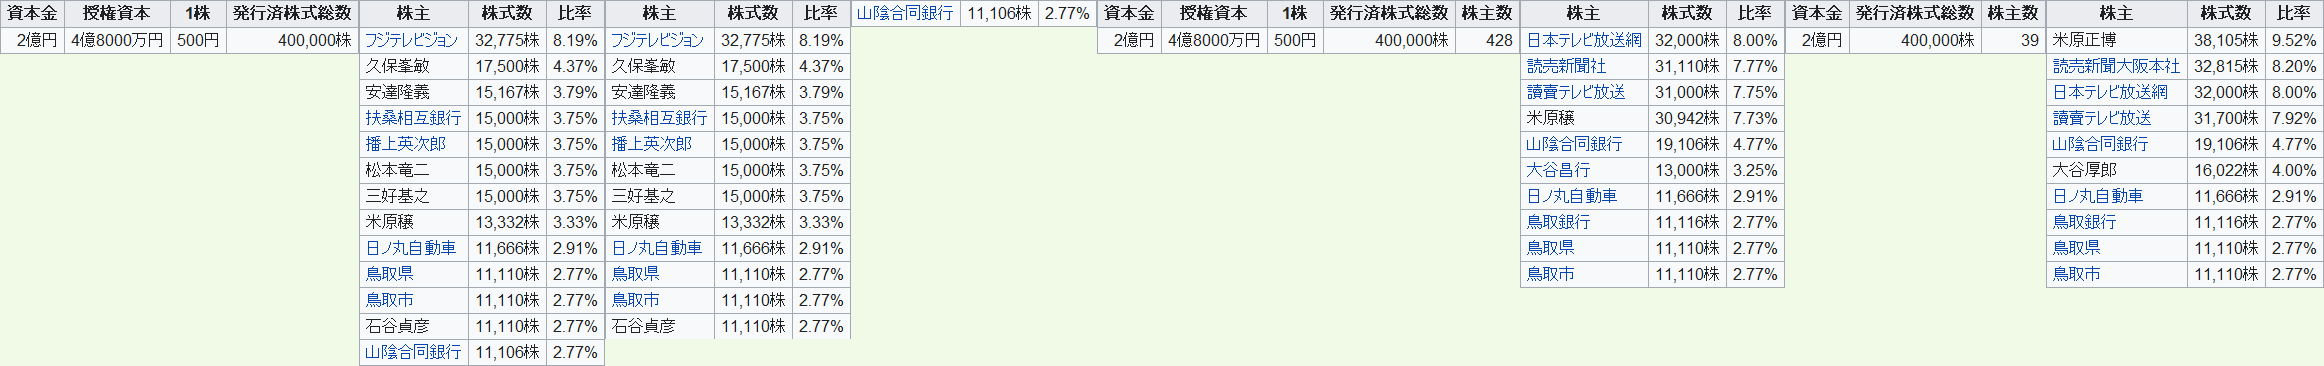 資本金 授権資本 1株 発行済株式総数
2億円 4億8000万円 500円 400,000株
株主 株式数 比率
フジテレビジョン 32,775株 8.19%
久保峯敏 17,500株 4.37%
安達隆義 15,167株 3.79%
扶桑相互銀行 15,000株 3.75%
播上英次郎 15,000株 3.75%
松本竜二 15,000株 3.75%
三好基之 15,000株 3.75%
米原穣 13,332株 3.33%
日ノ丸自動車 11,666株 2.91%
鳥取県 11,110株 2.77%
鳥取市 11,110株 2.77%
石谷貞彦 11,110株 2.77%
山陰合同銀行 11,106株 2.77%
株主 株式数 比率
フジテレビジョン 32,775株 8.19%
久保峯敏 17,500株 4.37%
安達隆義 15,167株 3.79%
扶桑相互銀行 15,000株 3.75%
播上英次郎 15,000株 3.75%
松本竜二 15,000株 3.75%
三好基之 15,000株 3.75%
米原穣 13,332株 3.33%
日ノ丸自動車 11,666株 2.91%
鳥取県 11,110株 2.77%
鳥取市 11,110株 2.77%
石谷貞彦 11,110株 2.77%
山陰合同銀行 11,106株 2.77%
資本金 授権資本 1株 発行済株式総数 株主数
2億円 4億8000万円 500円 400,000株 428
株主 株式数 比率
日本テレビ放送網 32,000株 8.00%
読売新聞社 31,110株 7.77%
讀賣テレビ放送 31,000株 7.75%
米原穣 30,942株 7.73%
山陰合同銀行 19,106株 4.77%
大谷昌行 13,000株 3.25%
日ノ丸自動車 11,666株 2.91%
鳥取銀行 11,116株 2.77%
鳥取県 11,110株 2.77%
鳥取市 11,110株 2.77%
資本金 発行済株式総数 株主数
2億円 400,000株 39
株主 株式数 比率
米原正博 38,105株 9.52%
読売新聞大阪本社 32,815株 8.20%
日本テレビ放送網 32,000株 8.00%
讀賣テレビ放送 31,700株 7.92%
山陰合同銀行 19,106株 4.77%
大谷厚郎 16,022株 4.00%
日ノ丸自動車 11,666株 2.91%
鳥取銀行 11,116株 2.77%
鳥取県 11,110株 2.77%
鳥取市 11,110株 2.77%